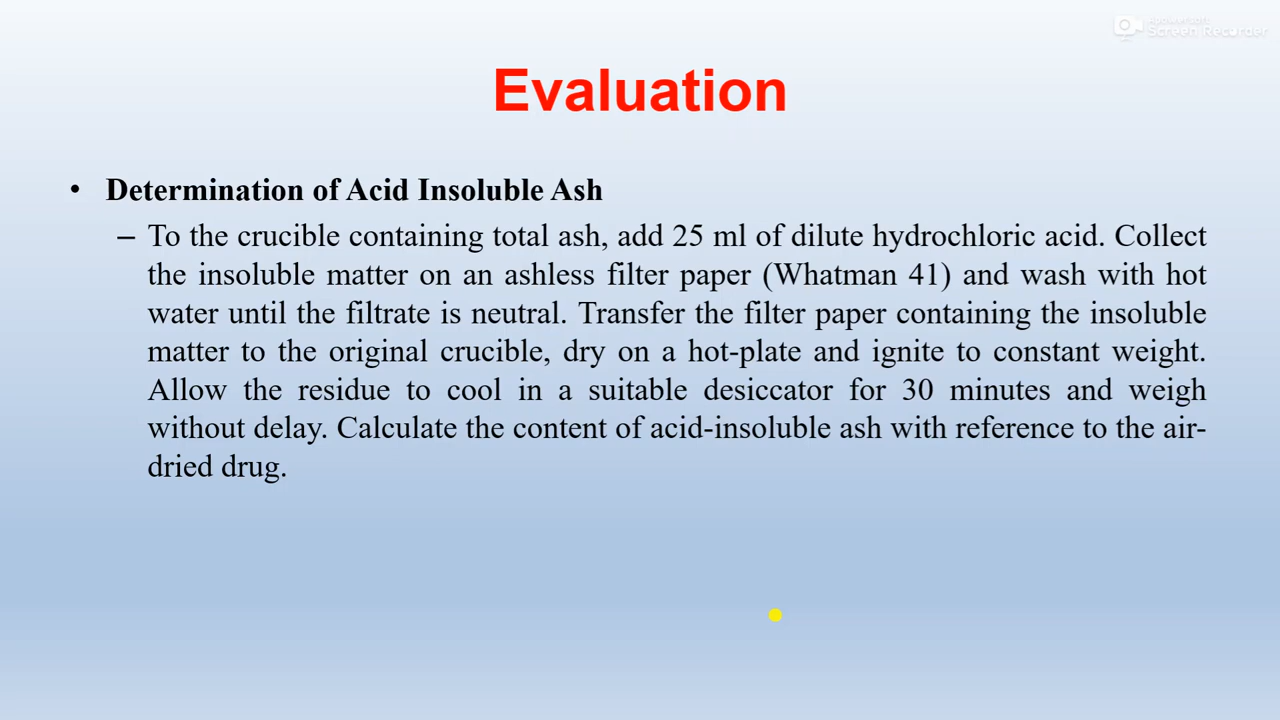 Apowersoft
Screen Recorder
Evaluation
• Determination of Acid Insoluble Ash
– To the crucible containing total ash, add 25 ml of dilute hydrochloric acid. Collect
the insoluble matter on an ashless filter paper (Whatman 41) and wash with hot
water until the filtrate is neutral. Transfer the filter paper containing the insoluble
matter to the original crucible, dry on a hot-plate and ignite to constant weight.
Allow the residue to cool in a suitable desiccator for 30 minutes and weigh
without delay. Calculate the content of acid-insoluble ash with reference to the air-
dried drug.